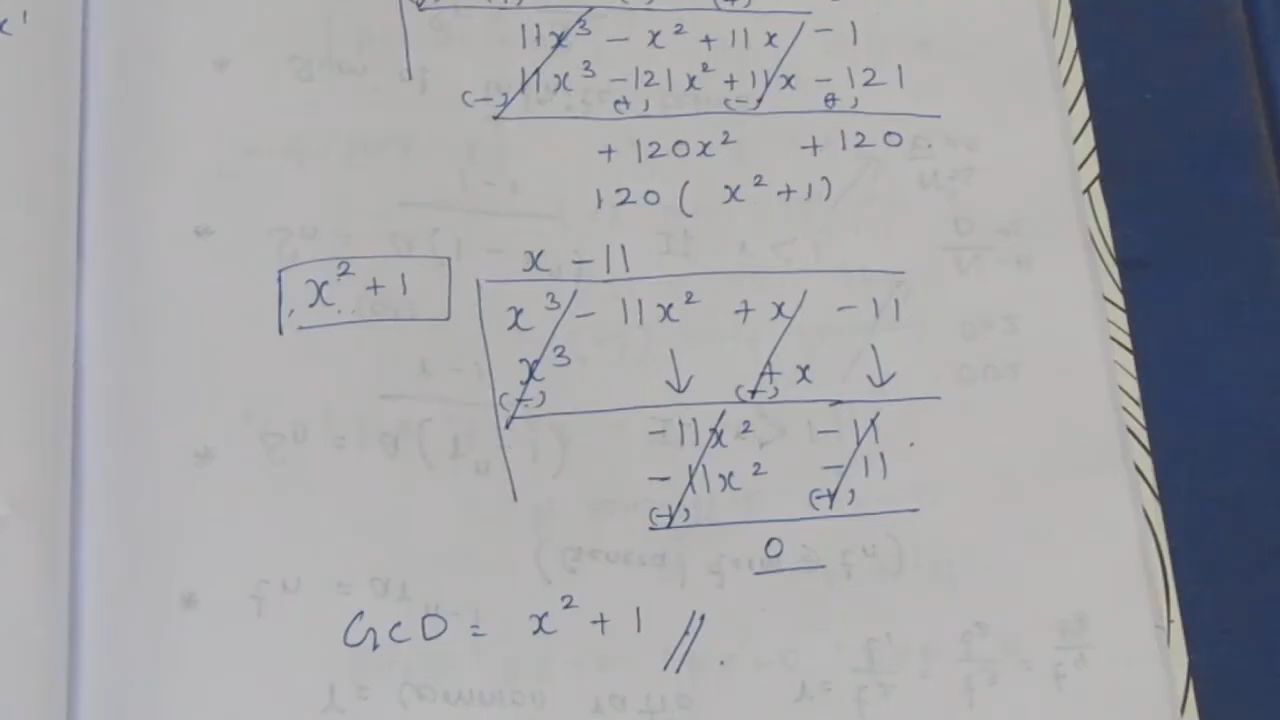 11x³ - x² + 11x - 1
11x³ - 121x² + 11x - 121
(-) (+) (-) (+)
+ 120x² + 120
120 ( x² + 1)
x - 11
x² + 1
x³ - 11x² + x - 11
x³ + x
(-) (-)
-11x² - 11
-11x² - 11
(+) (+)
0
GCD = x² + 1 //